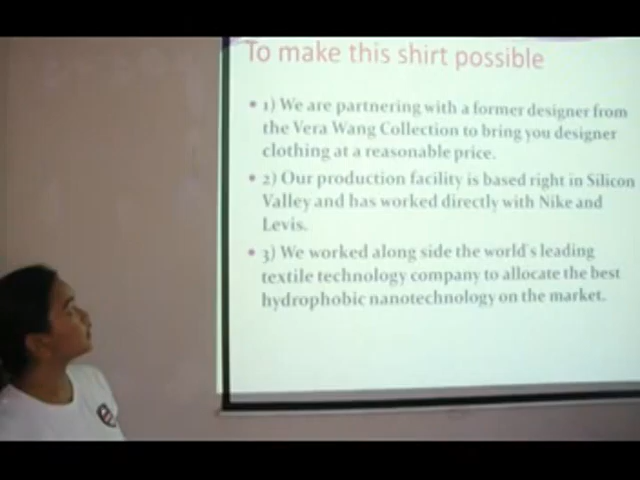 To make this shirt possible
1) We are partnering with a former designer from
the Vera Wang Collection to bring you designer
clothing at a reasonable price.
2) Our production facility is based right in Silicon
Valley and has worked directly with Nike and
Levis.
3) We worked along side the world's leading
textile technology company to allocate the best
hydrophobic nanotechnology on the market.